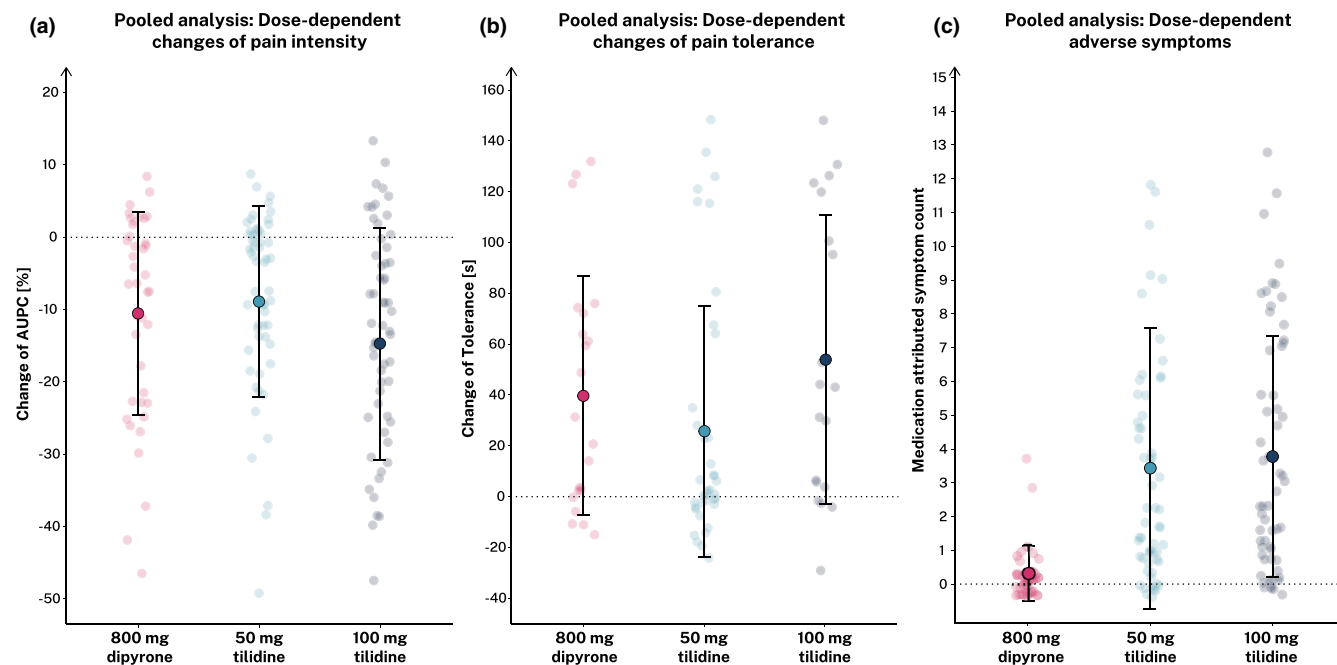 (a)
Pooled analysis: Dose-dependent
changes of pain intensity
Change of AUPC [%]
20
10
0
-10
-20
-30
-40
-50
800 mg
dipyrone
50 mg
tilidine
100 mg
tilidine
(b)
Pooled analysis: Dose-dependent
changes of pain tolerance
Change of Tolerance [s]
160
140
120
100
80
60
40
20
0
-20
-40
800 mg
dipyrone
50 mg
tilidine
100 mg
tilidine
(c)
Pooled analysis: Dose-dependent
adverse symptoms
Medication attributed symptom count
15
14
13
12
11
10
9
8
7
6
5
4
3
2
1
0
800 mg
dipyrone
50 mg
tilidine
100 mg
tilidine